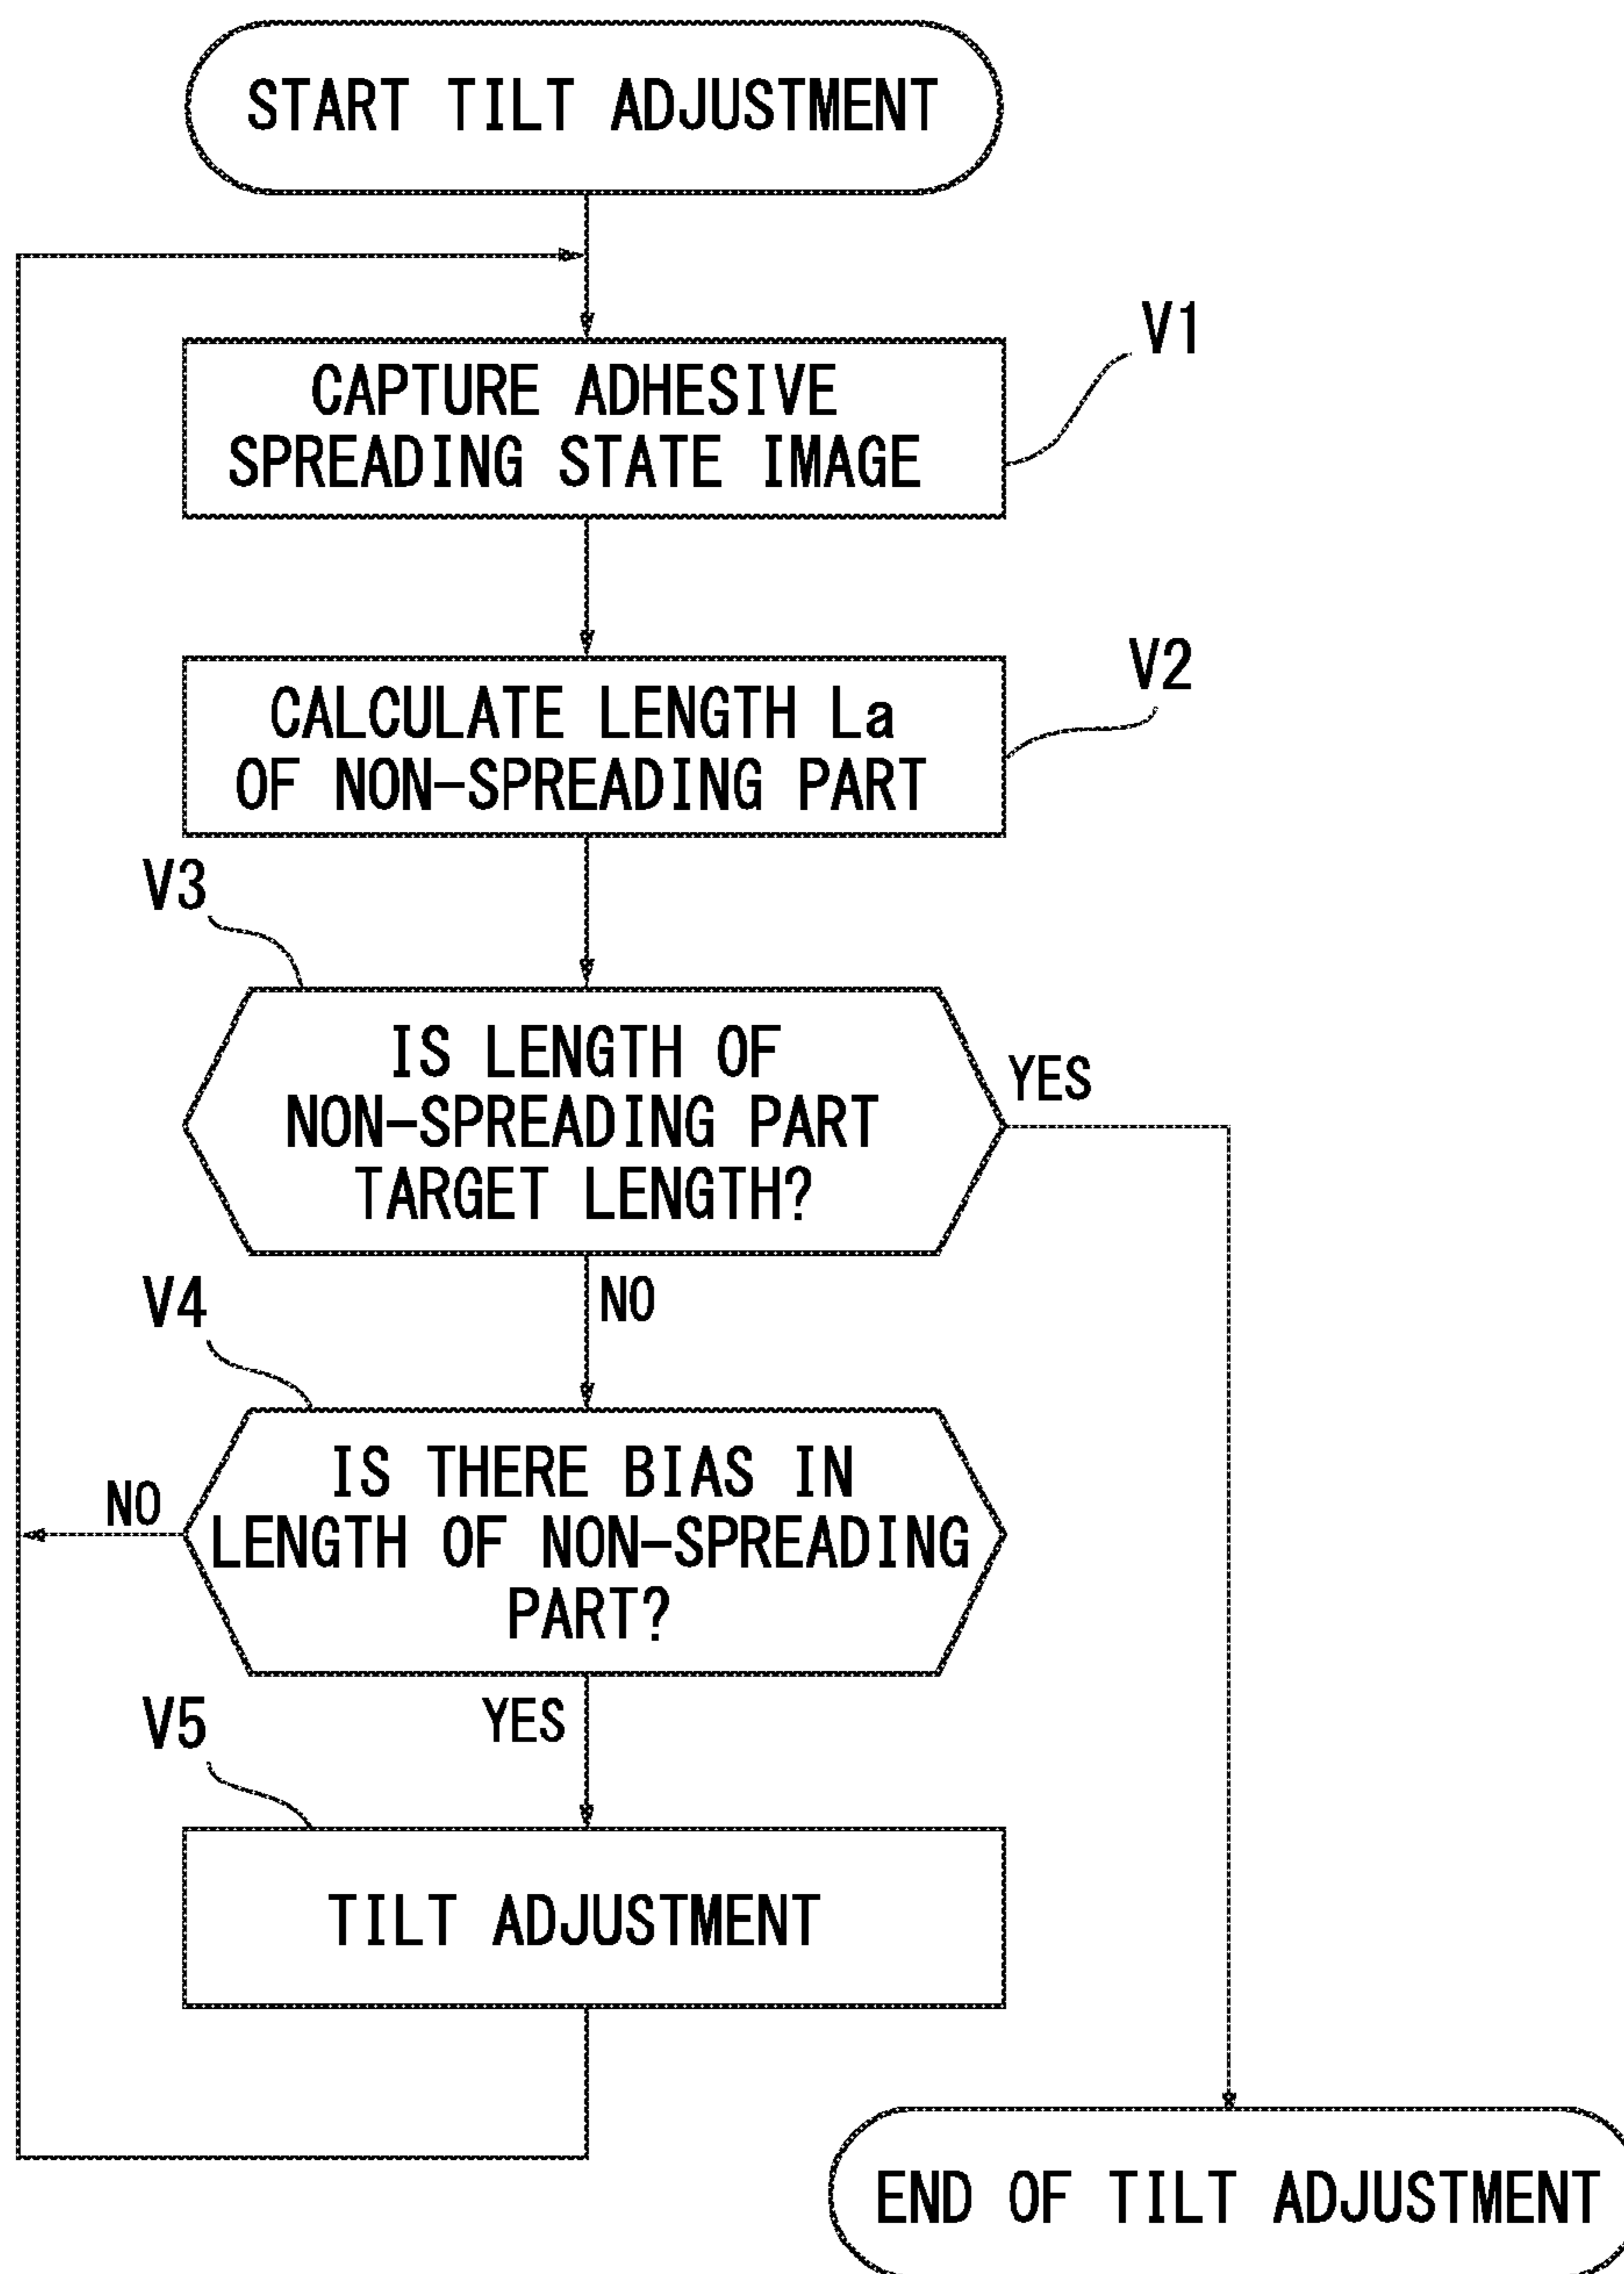 START TILT ADJUSTMENT
V1
CAPTURE ADHESIVE
SPREADING STATE IMAGE
V2
CALCULATE LENGTH La
OF NON-SPREADING PART
V3
IS LENGTH OF
NON-SPREADING PART
TARGET LENGTH?
YES
NO
V4
IS THERE BIAS IN
LENGTH OF NON-SPREADING
PART?
NO
YES
V5
TILT ADJUSTMENT
END OF TILT ADJUSTMENT